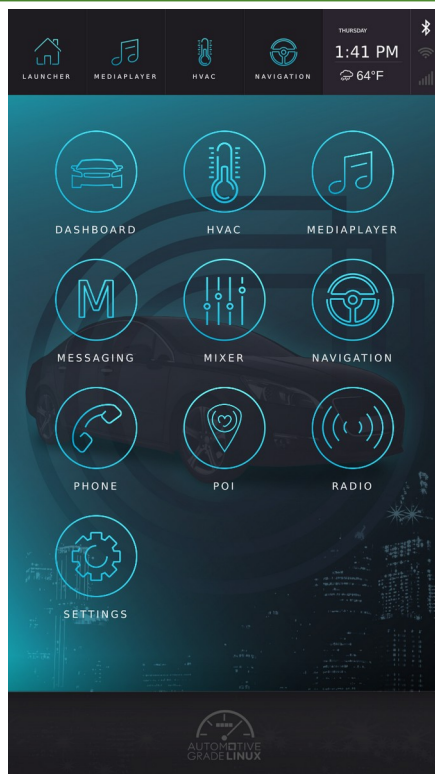 THURSDAY
1:41 PM
64°F
LAUNCHER MEDIAPLAYER HVAC NAVIGATION
DASHBOARD HVAC MEDIAPLAYER
M
MESSAGING MIXER NAVIGATION
PHONE POI RADIO
SETTINGS
AUTOMOTIVE
GRADE LINUX